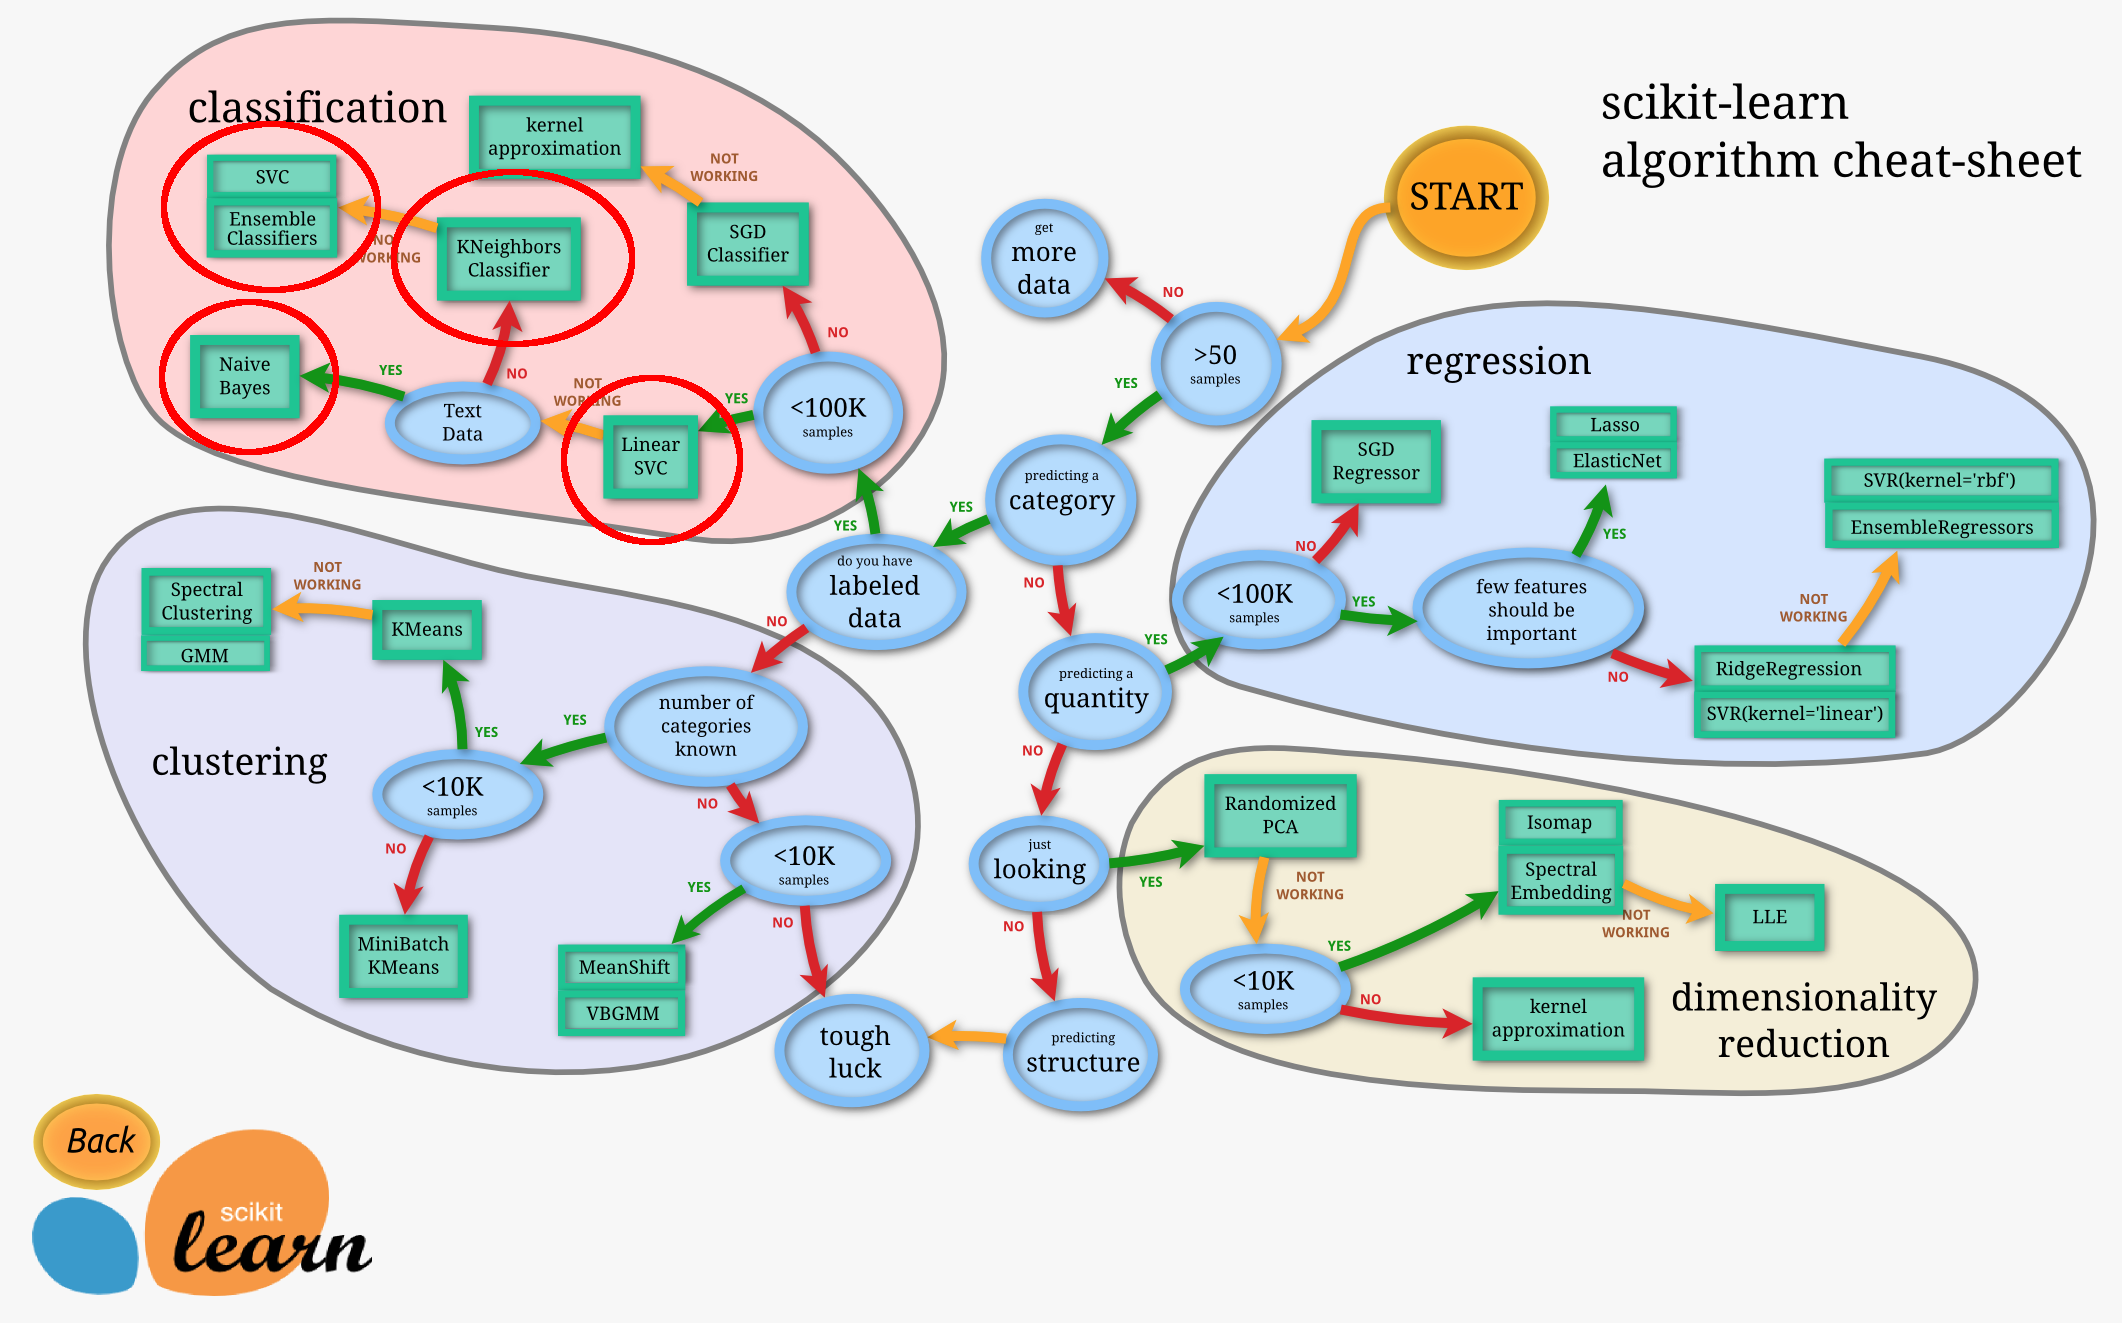 scikit-learn
algorithm cheat-sheet
START
classification
kernel
approximation
NOT
WORKING
SVC
Ensemble
Classifiers
KNeighbors
Classifier
SGD
Classifier
NO
Naive
Bayes
YES
Text
Data
NO
NOT
WORKING
Linear
SVC
YES
<100K
samples
YES
get
more
data
NO
>50
samples
YES
predicting a
category
YES
NO
do you have
labeled
data
NO
predicting a
quantity
YES
NO
just
looking
YES
NO
predicting
structure
tough
luck
regression
SGD
Regressor
Lasso
ElasticNet
SVR(kernel='rbf')
EnsembleRegressors
NO
YES
<100K
samples
YES
few features
should be
important
NOT
WORKING
NO
RidgeRegression
SVR(kernel='linear')
clustering
Spectral
Clustering
GMM
NOT
WORKING
KMeans
YES
number of
categories
known
YES
<10K
samples
NO
NO
<10K
samples
YES
NO
MiniBatch
KMeans
MeanShift
VBGMM
dimensionality
reduction
Randomized
PCA
NOT
WORKING
Isomap
Spectral
Embedding
NOT
WORKING
LLE
YES
<10K
samples
NO
kernel
approximation
Back
scikit
learn